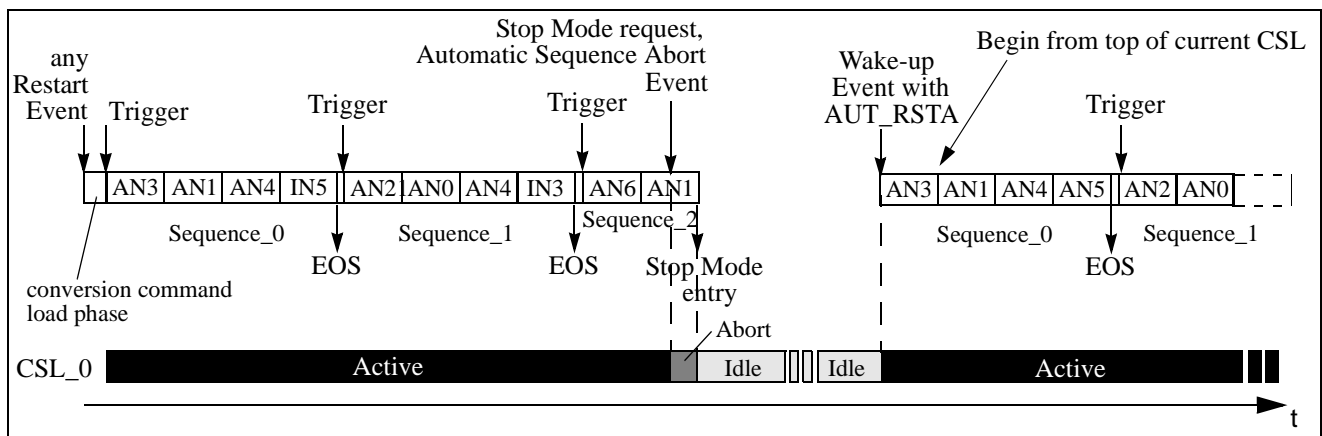 Stop Mode request,
Automatic Sequence Abort
Event
any
Restart
Event
Trigger
Trigger
Trigger
Wake-up
Event with
AUT_RSTA
Begin from top of current CSL
Trigger
AN3 AN1 AN4 IN5 AN21 AN0 AN4 IN3 AN6 AN1
AN3 AN1 AN4 AN5 AN2 AN0
Sequence_0
Sequence_1
Sequence_2
Sequence_0
Sequence_1
EOS
EOS
Stop Mode
entry
EOS
conversion command
load phase
Abort
CSL_0
Active
Idle
Idle
Active
t